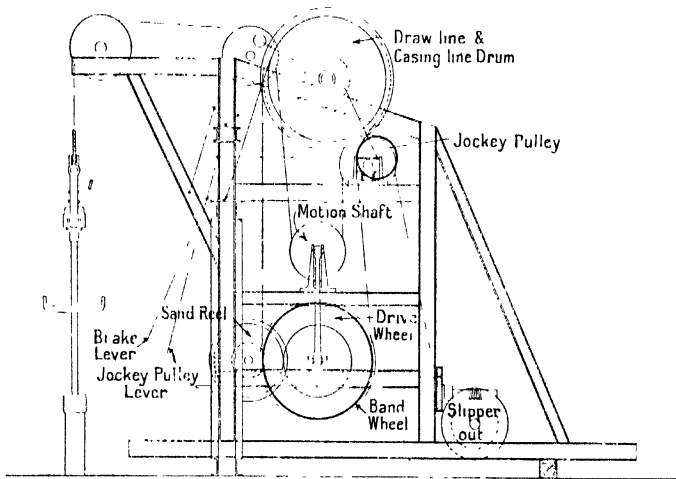 Draw line &
Casing line Drum
Jockey Pulley
Motion Shaft
Sand Reel
Drive
Wheel
Brake
Lever
Jockey Pulley
Lever
Band
Wheel
Slipper
out